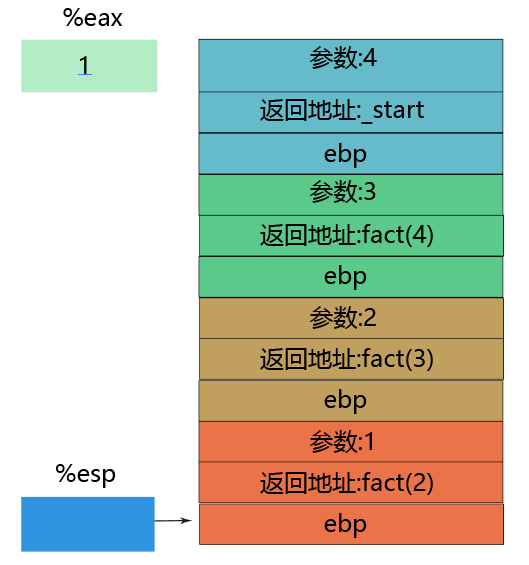 %eax
1
参数:4
返回地址:_start
ebp
参数:3
返回地址:fact(4)
ebp
参数:2
返回地址:fact(3)
ebp
参数:1
%esp
返回地址:fact(2)
ebp